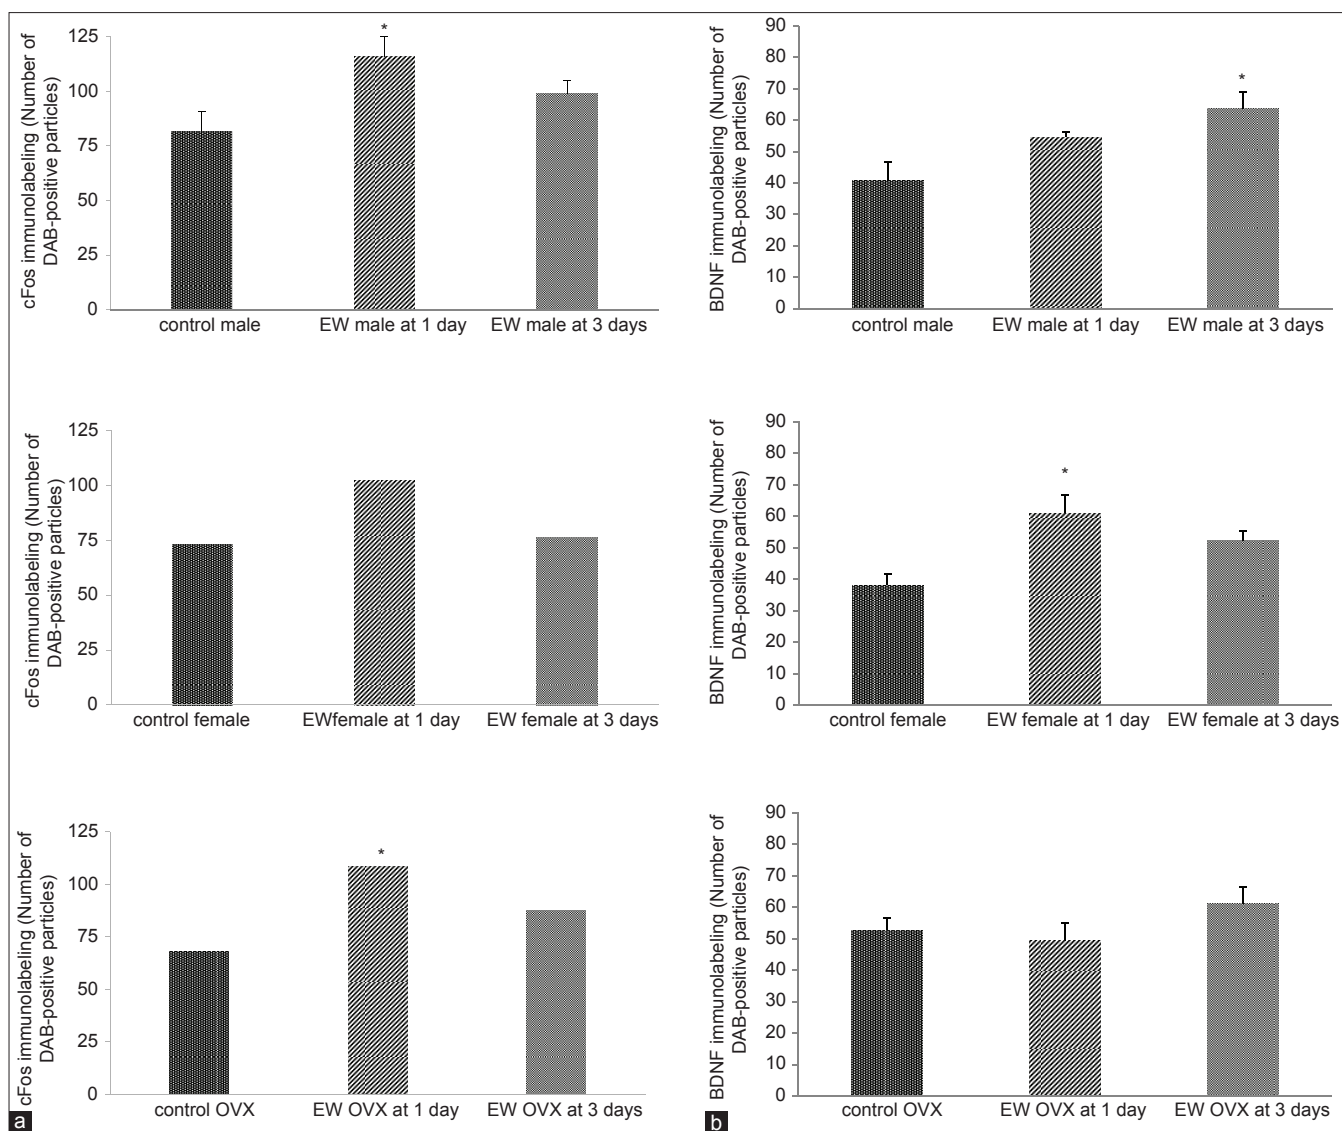 cFos immunolabeling (Number of
DAB-positive particles)
125
100
75
50
25
0
*
control male
EW male at 1 day
EW male at 3 days
BDNF immunolabeling (Number of
DAB-positive particles)
90
80
70
60
50
40
30
20
10
0
*
control male
EW male at 1 day
EW male at 3 days
cFos immunolabeling (Number of
DAB-positive particles)
125
100
75
50
25
0
control female
EWfemale at 1 day
EW female at 3 days
BDNF immunolabeling (Number of
DAB-positive particles)
90
80
70
60
50
40
30
20
10
0
*
control female
EW female at 1 day
EW female at 3 days
cFos immunolabeling (Number of
DAB-positive particles)
125
100
75
50
25
0
*
control OVX
EW OVX at 1 day
EW OVX at 3 days
a
BDNF immunolabeling (Number of
DAB-positive particles)
90
80
70
60
50
40
30
20
10
0
control OVX
EW OVX at 1 day
EW OVX at 3 days
b